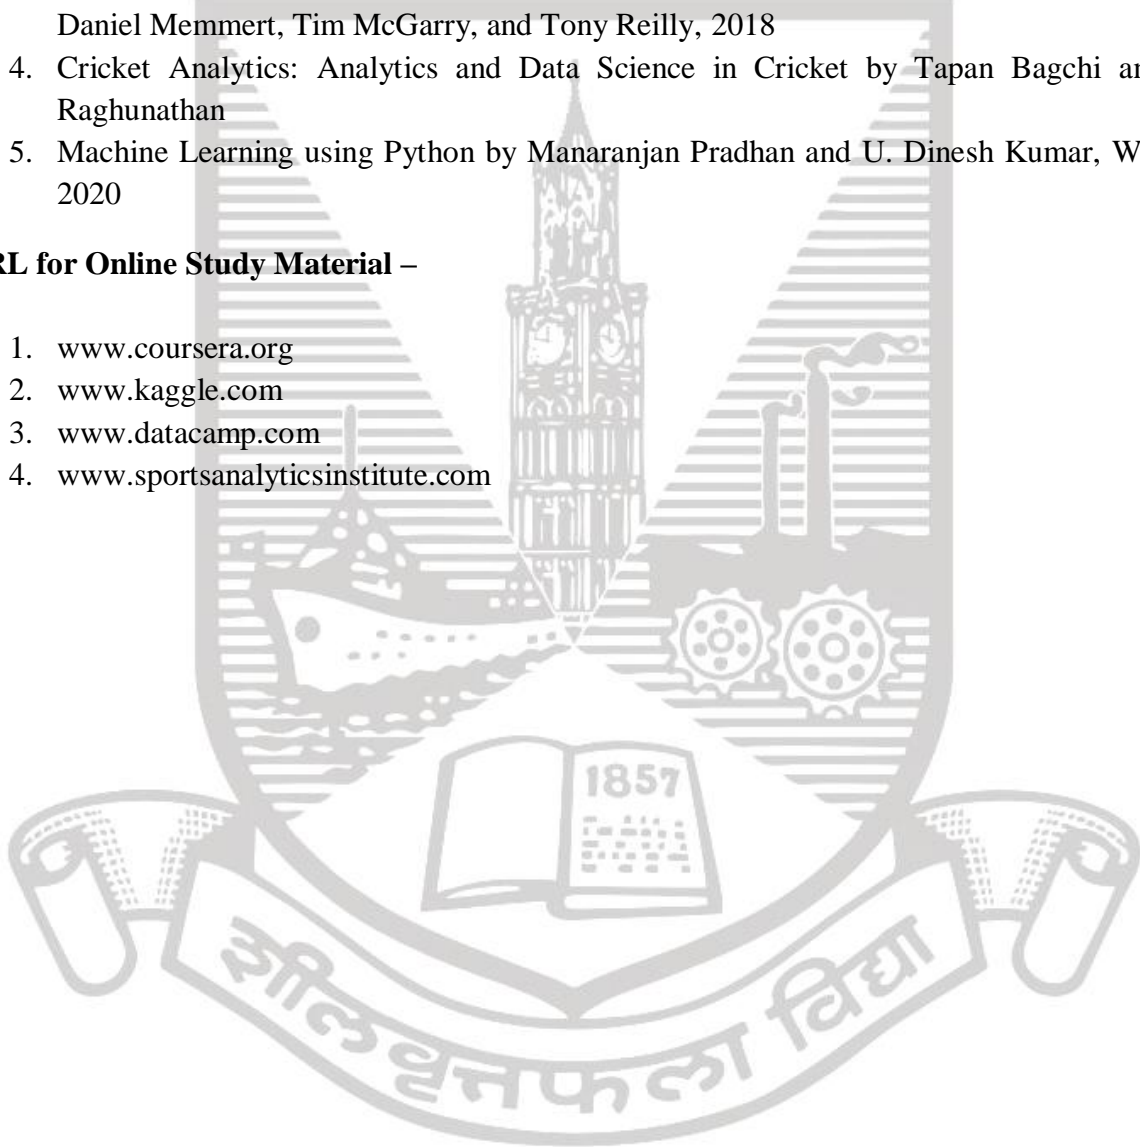 Daniel Memmert, Tim McGarry, and Tony Reilly, 2018
4. Cricket Analytics: Analytics and Data Science in Cricket by Tapan Bagchi
Raghunathan
5. Machine Learning using Python by Manaranjan Pradhan and U. Dinesh Kumar,
2020
for Online Study Material –
1. www.coursera.org
2. www.kaggle.com
3. www.datacamp.com
4. www.sportsanalyticsinstitute.com
1857
शीलवृत्तफला विद्या